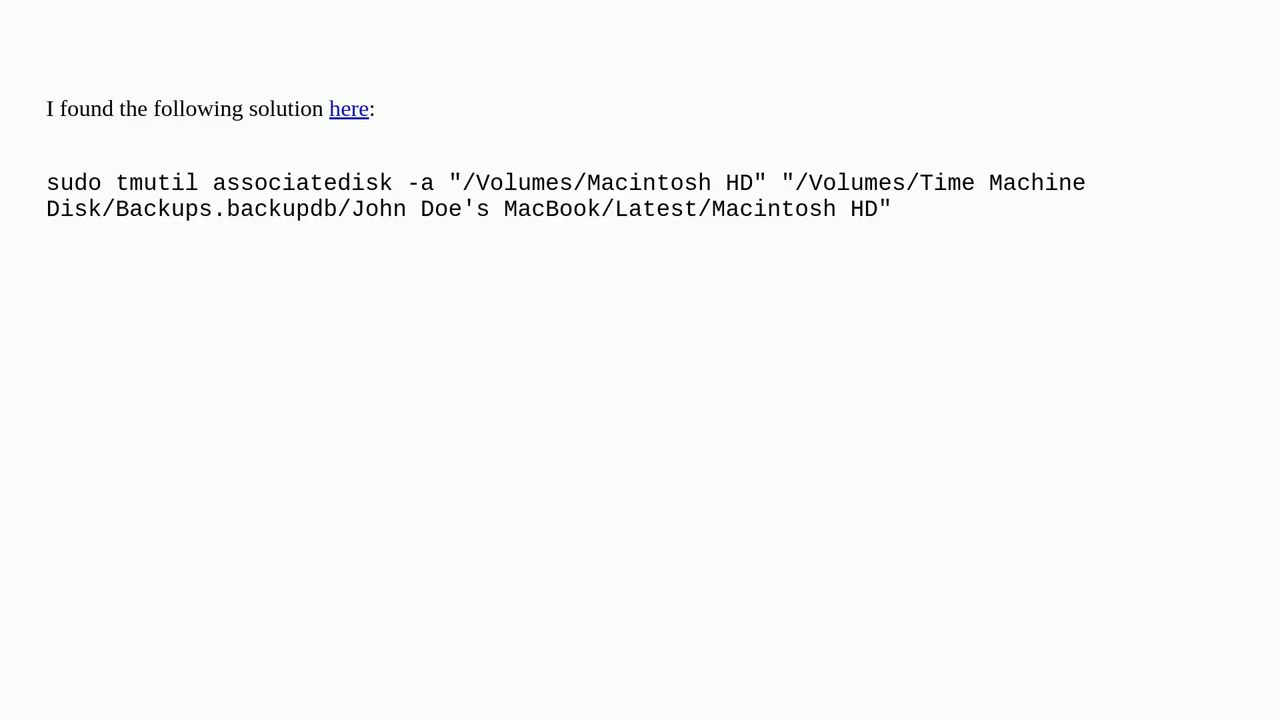 I found the following solution here:
sudo tmutil associatedisk -a "/Volumes/Macintosh HD" "/Volumes/Time Machine
Disk/Backups.backupdb/John Doe's MacBook/Latest/Macintosh HD"